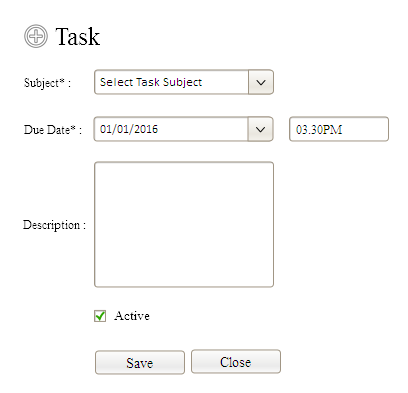 Task
Subject* : Select Task Subject
Due Date* : 01/01/2016 03.30PM
Description :
Active
Save Close